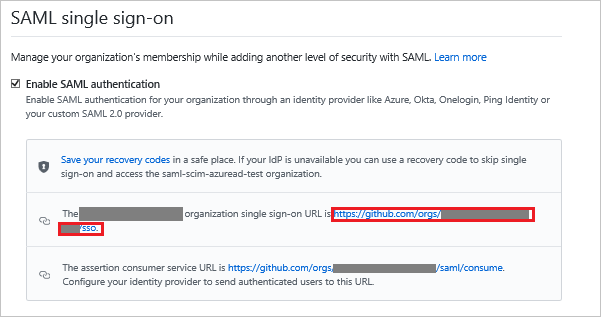 SAML single sign-on
Manage your organization's membership while adding another level of security with SAML. Learn more
Enable SAML authentication
Enable SAML authentication for your organization through an identity provider like Azure, Okta, Onelogin, Ping Identity or
your custom SAML 2.0 provider.
Save your recovery codes in a safe place. If your IdP is unavailable you can use a recovery code to skip single
sign-on and access the saml-scim-azuread-test organization.
The organization single sign-on URL is https://github.com/orgs/
/sso.
The assertion consumer service URL is https://github.com/orgs/ /saml/consume.
Configure your identity provider to send authenticated users to this URL.